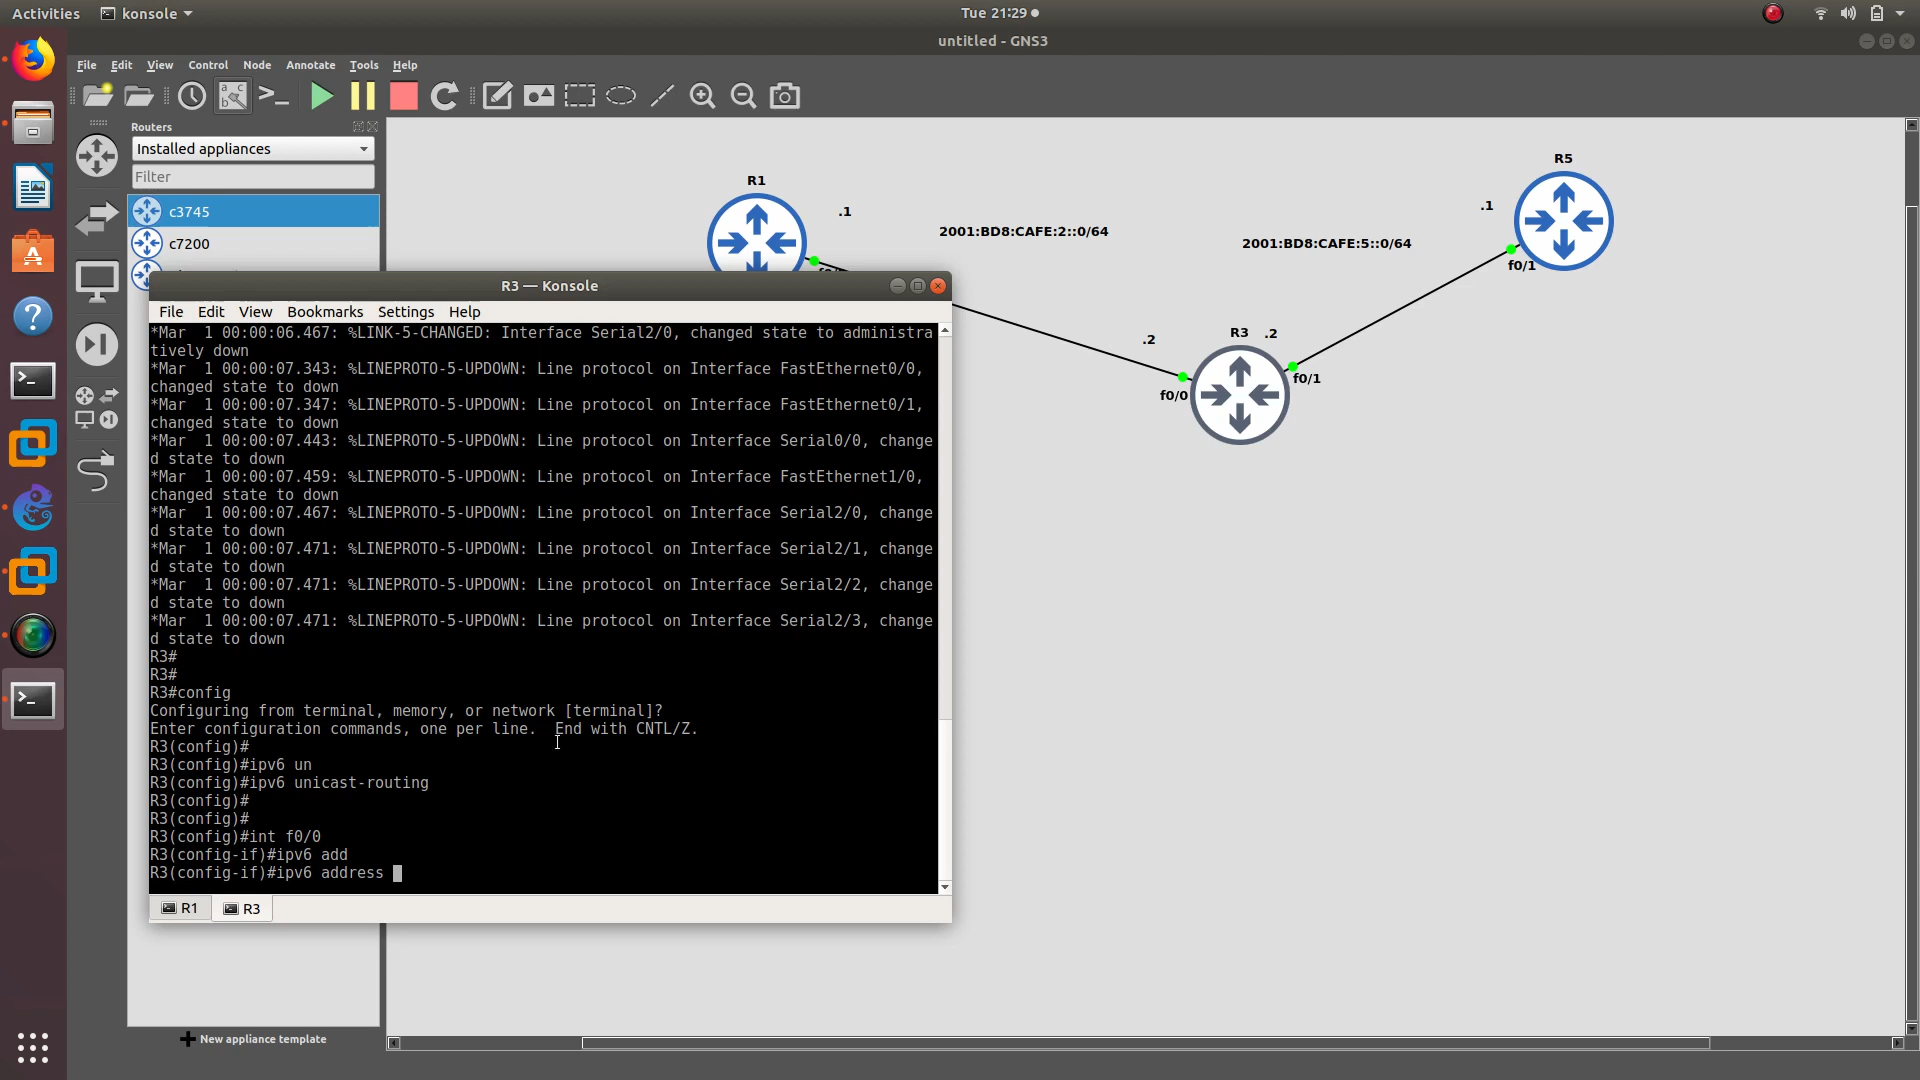 Activities
konsole
Tue 21:29
untitled - GNS3
File Edit View Control Node Annotate Tools Help
Routers
Installed appliances
Filter
c3745
c7200
R1
.1
2001:BD8:CAFE:2::0/64
2001:BD8:CAFE:5::0/64
R5
.1
f0/1
.2
R3
.2
f0/0
f0/1
R3 — Konsole
File Edit View Bookmarks Settings Help
*Mar  1 00:00:06.467: %LINK-5-CHANGED: Interface Serial2/0, changed state to administra
tively down
*Mar  1 00:00:07.343: %LINEPROTO-5-UPDOWN: Line protocol on Interface FastEthernet0/0,
changed state to down
*Mar  1 00:00:07.347: %LINEPROTO-5-UPDOWN: Line protocol on Interface FastEthernet0/1,
changed state to down
*Mar  1 00:00:07.443: %LINEPROTO-5-UPDOWN: Line protocol on Interface Serial0/0, change
d state to down
*Mar  1 00:00:07.459: %LINEPROTO-5-UPDOWN: Line protocol on Interface FastEthernet1/0,
changed state to down
*Mar  1 00:00:07.467: %LINEPROTO-5-UPDOWN: Line protocol on Interface Serial2/0, change
d state to down
*Mar  1 00:00:07.471: %LINEPROTO-5-UPDOWN: Line protocol on Interface Serial2/1, change
d state to down
*Mar  1 00:00:07.471: %LINEPROTO-5-UPDOWN: Line protocol on Interface Serial2/2, change
d state to down
*Mar  1 00:00:07.471: %LINEPROTO-5-UPDOWN: Line protocol on Interface Serial2/3, change
d state to down
R3#
R3#
R3#config
Configuring from terminal, memory, or network [terminal]?
Enter configuration commands, one per line.  End with CNTL/Z.
R3(config)#
R3(config)#ipv6 un
R3(config)#ipv6 unicast-routing
R3(config)#
R3(config)#
R3(config)#int f0/0
R3(config-if)#ipv6 add
R3(config-if)#ipv6 address
R1
R3
New appliance template